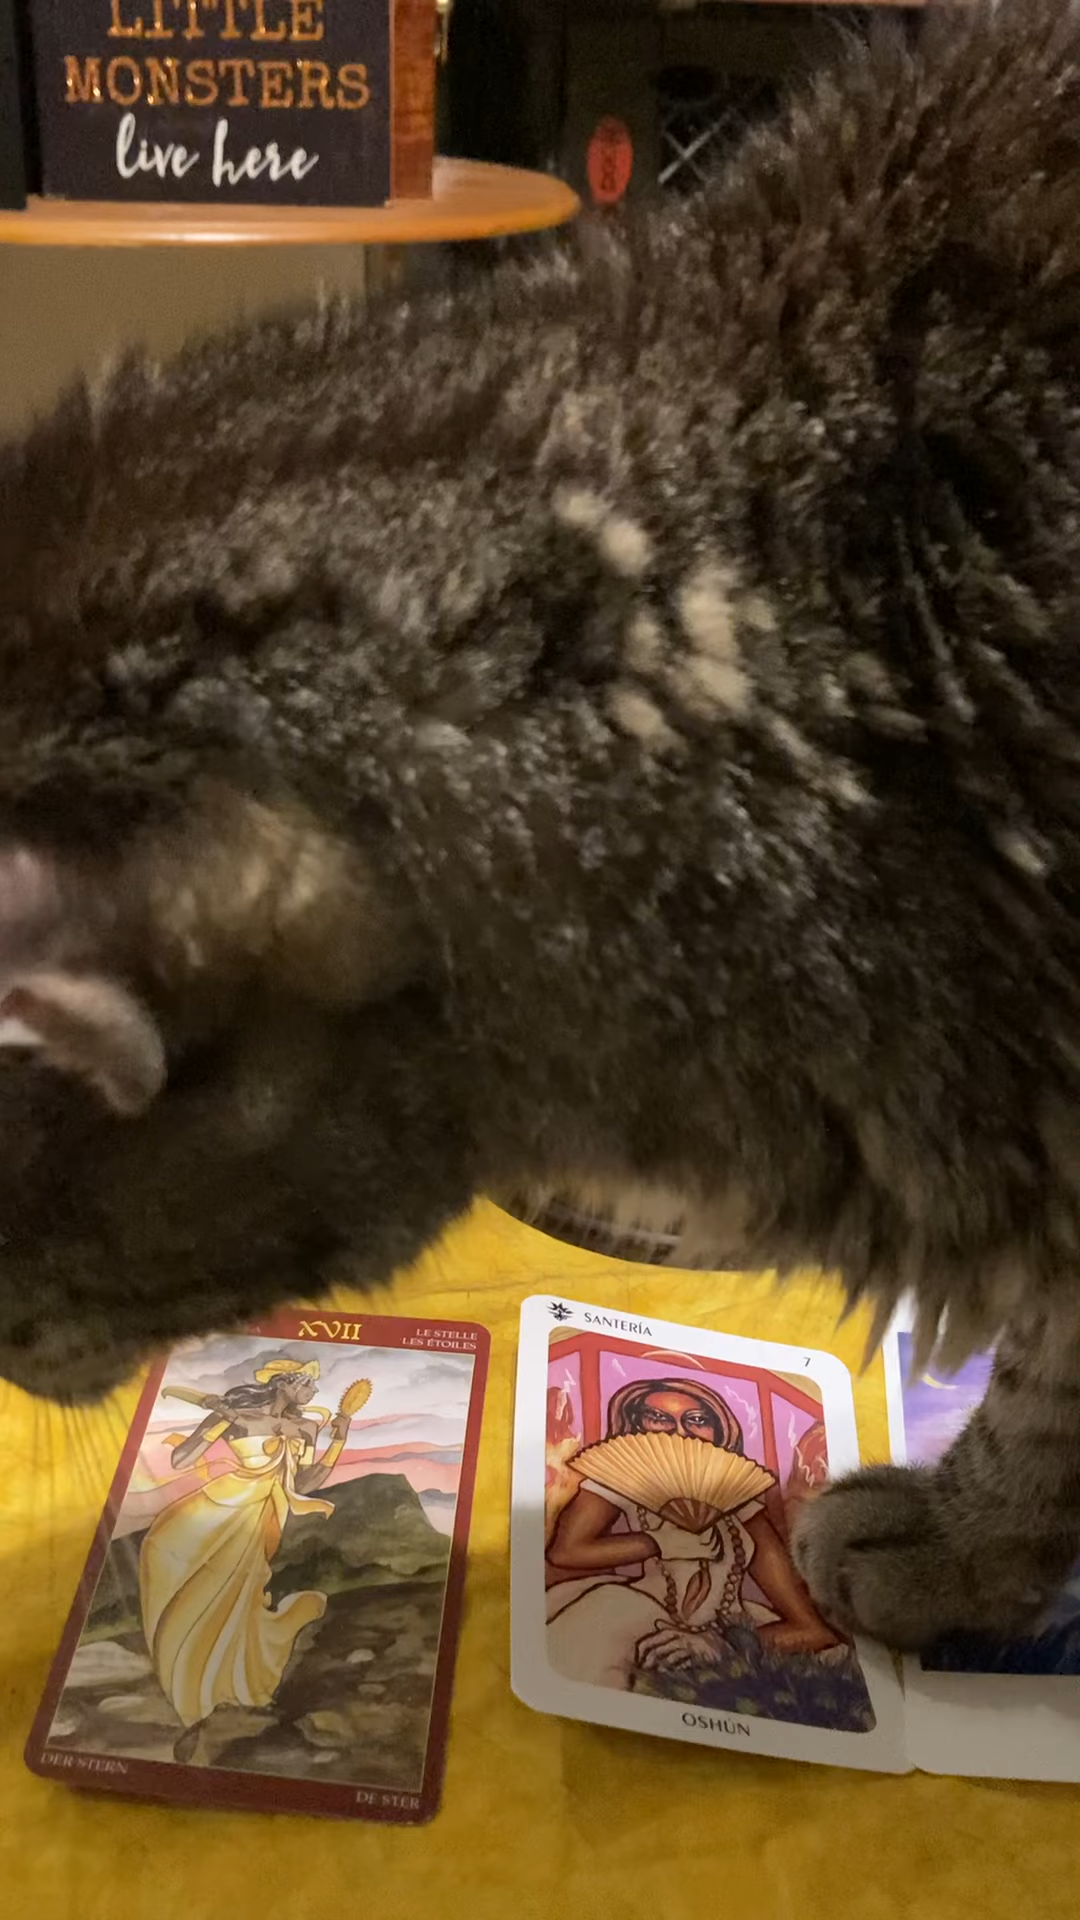 LITTLE
MONSTERS
live here
XVII
LE STELLE
LES ÉTOILES
DER STERN
DE STER
SANTERÍA
7
OSHÚN